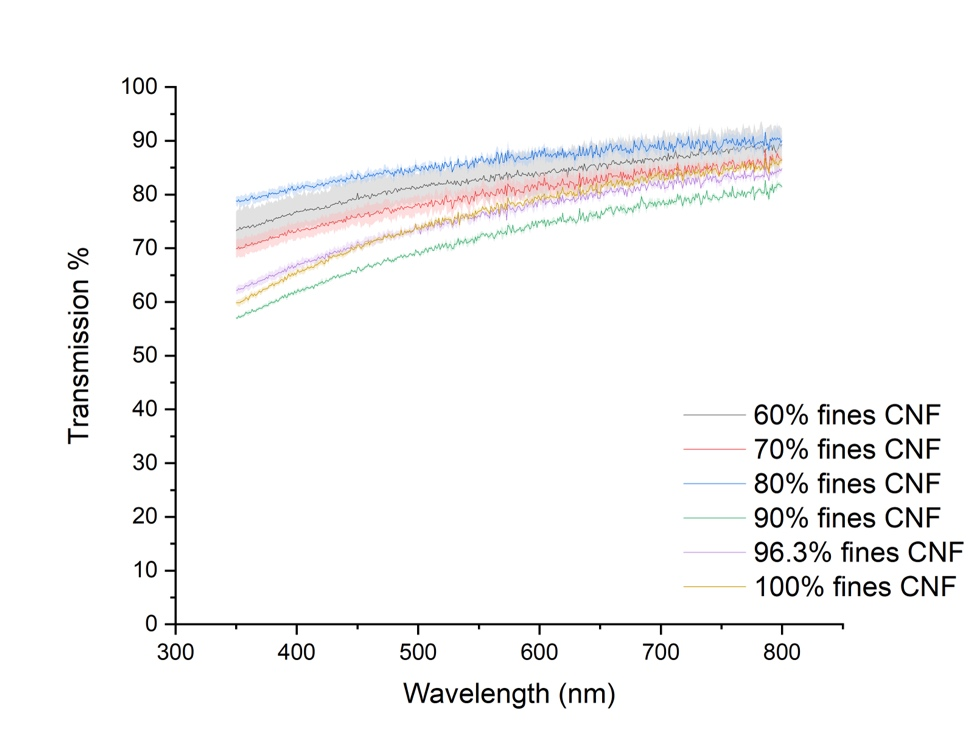 100
90
80
70
60
50
40
30
20
10
0
Transmission %
300 400 500 600 700 800
Wavelength (nm)
60% fines CNF
70% fines CNF
80% fines CNF
90% fines CNF
96.3% fines CNF
100% fines CNF